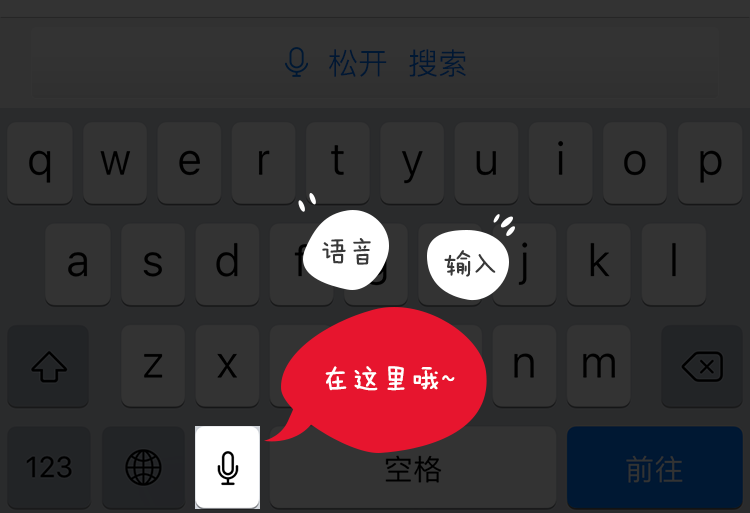 松开 搜索
q w e r t y u i o p
a s d f g j k l
语音
输入
z x n m
在这里哦~
123 空格 前往